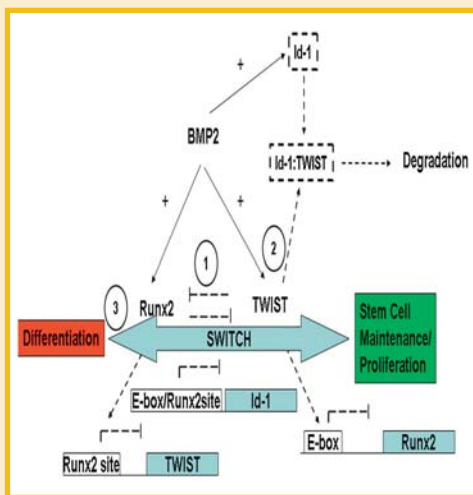 Id-1
+
BMP2
Id-1:TWIST
Degradation
+
+
1
2
3
Runx2
TWIST
Differentiation
SWITCH
Stem Cell
Maintenance/
Proliferation
E-box/Runx2site
Id-1
E-box
Runx2
Runx2 site
TWIST